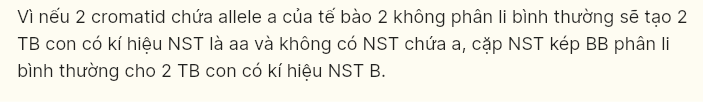 Vì nếu 2 cromatid chứa allele a của tế bào 2 không phân li bình thường sẽ tạo 2
TB con có kí hiệu NST là aa và không có NST chứa a, cặp NST kép BB phân li
bình thường cho 2 TB con có kí hiệu NST B.